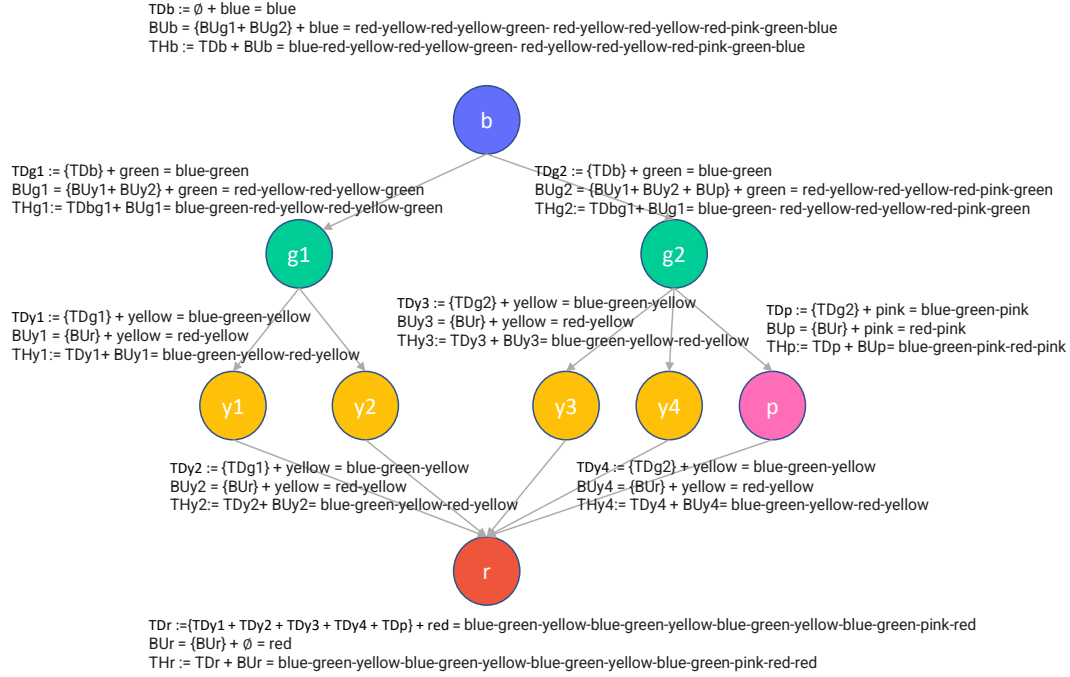 TDb := ∅ + blue = blue
BUb = {BUg1+ BUg2} + blue = red-yellow-red-yellow-green- red-yellow-red-yellow-red-pink-green-blue
THb := TDb + BUb = blue-red-yellow-red-yellow-green- red-yellow-red-yellow-red-pink-green-blue
b
TDg1 := {TDb} + green = blue-green
BUg1 = {BUy1+ BUy2} + green = red-yellow-red-yellow-green
THg1:= TDbg1+ BUg1= blue-green-red-yellow-red-yellow-green
TDg2 := {TDb} + green = blue-green
BUg2 = {BUy1+ BUy2 + BUp} + green = red-yellow-red-yellow-red-pink-green
THg2:= TDbg1+ BUg1= blue-green- red-yellow-red-yellow-red-pink-green
g1
g2
TDy1 := {TDg1} + yellow = blue-green-yellow
BUy1 = {BUr} + yellow = red-yellow
THy1:= TDy1+ BUy1= blue-green-yellow-red-yellow
TDy3 := {TDg2} + yellow = blue-green-yellow
BUy3 = {BUr} + yellow = red-yellow
THy3:= TDy3 + BUy3= blue-green-yellow-red-yellow
TDp := {TDg2} + pink = blue-green-pink
BUp = {BUr} + pink = red-pink
THp:= TDp + BUp= blue-green-pink-red-pink
y1
y2
y3
y4
p
TDy2 := {TDg1} + yellow = blue-green-yellow
BUy2 = {BUr} + yellow = red-yellow
THy2:= TDy2+ BUy2= blue-green-yellow-red-yellow
TDy4 := {TDg2} + yellow = blue-green-yellow
BUy4 = {BUr} + yellow = red-yellow
THy4:= TDy4 + BUy4= blue-green-yellow-red-yellow
r
TDr :={TDy1 + TDy2 + TDy3 + TDy4 + TDp} + red = blue-green-yellow-blue-green-yellow-blue-green-yellow-blue-green-pink-red
BUr = {BUr} + ∅ = red
THr := TDr + BUr = blue-green-yellow-blue-green-yellow-blue-green-yellow-blue-green-pink-red-red